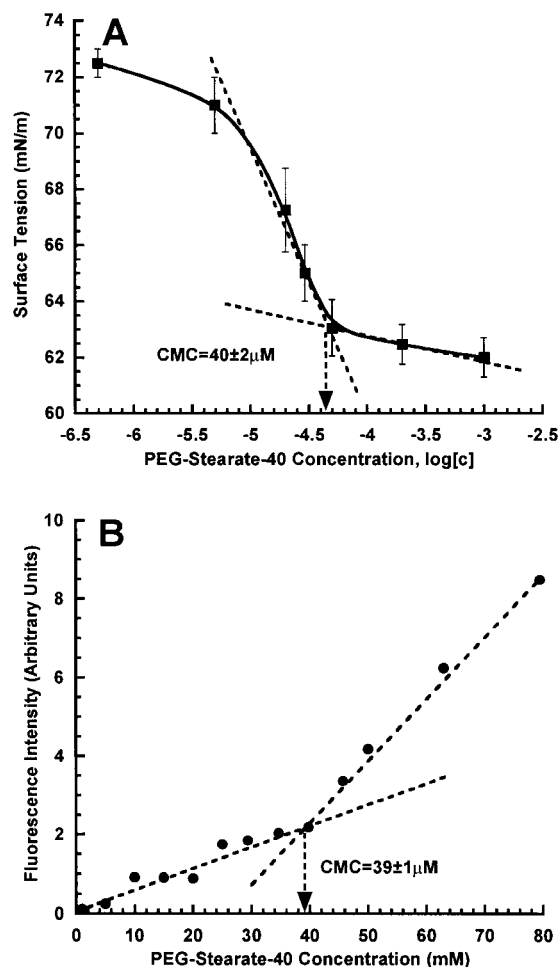 A
Surface Tension (mN/m)
72
70
68
66
64
62
60
CMC=40±2μM
-6.5 -6 -5.5 -5 -4.5 -4 -3.5 -3 -2.5
PEG-Stearate-40 Concentration, log[c]
B
Fluorescence Intensity (Arbitrary Units)
10
8
6
4
2
0
CMC=39±1μM
0 10 20 30 40 50 60 70 80
PEG-Stearate-40 Concentration (mM)